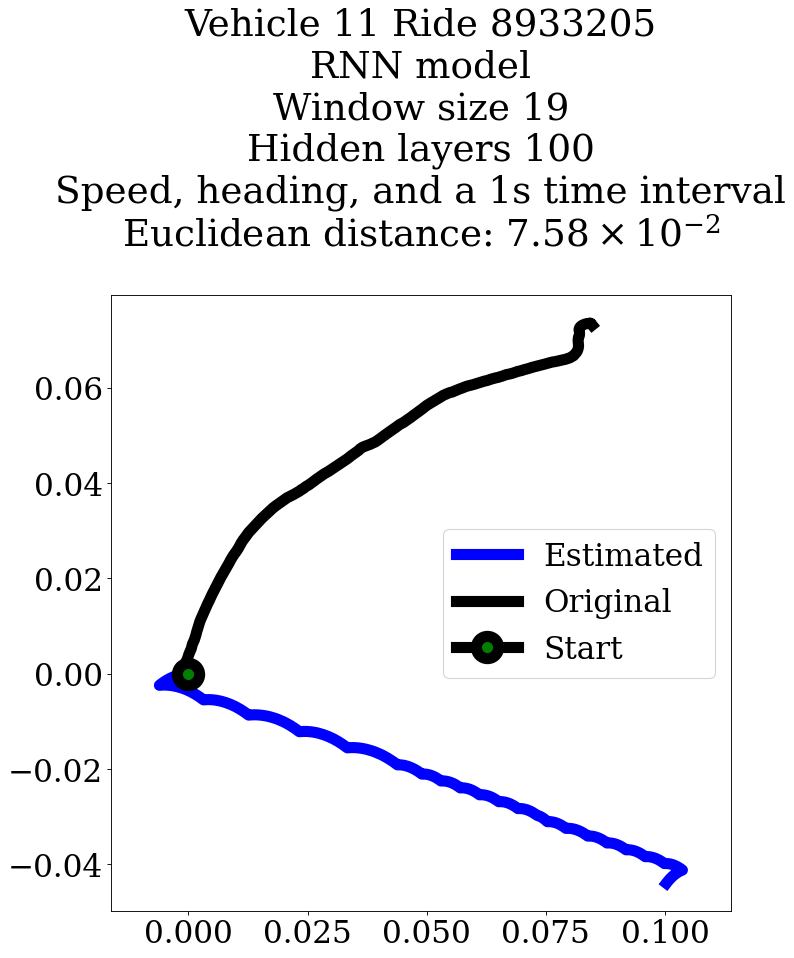 Vehicle 11 Ride 8933205
RNN model
Window size 19
Hidden layers 100
Speed, heading, and a 1s time interval
Euclidean distance: 7.58 × 10⁻²
0.06
0.04
0.02
0.00
−0.02
−0.04
Estimated
Original
Start
0.000 0.025 0.050 0.075 0.100